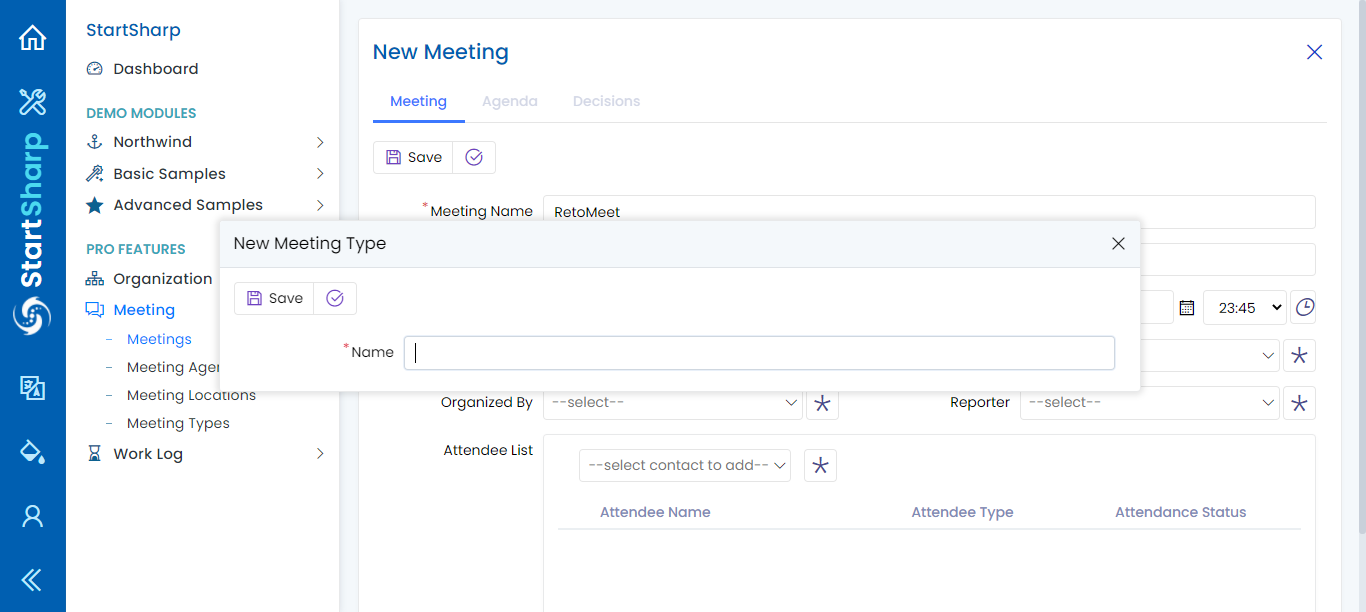 StartSharp
StartSharp
Dashboard
DEMO MODULES
Northwind
Basic Samples
Advanced Samples
PRO FEATURES
Organization
Meeting
Meetings
Meeting Agen
Meeting Locations
Meeting Types
Work Log
New Meeting
Meeting
Agenda
Decisions
Save
* Meeting Name
RetoMeet
New Meeting Type
Save
* Name
23:45
Organized By
--select--
Reporter
--select--
Attendee List
--select contact to add--
Attendee Name
Attendee Type
Attendance Status